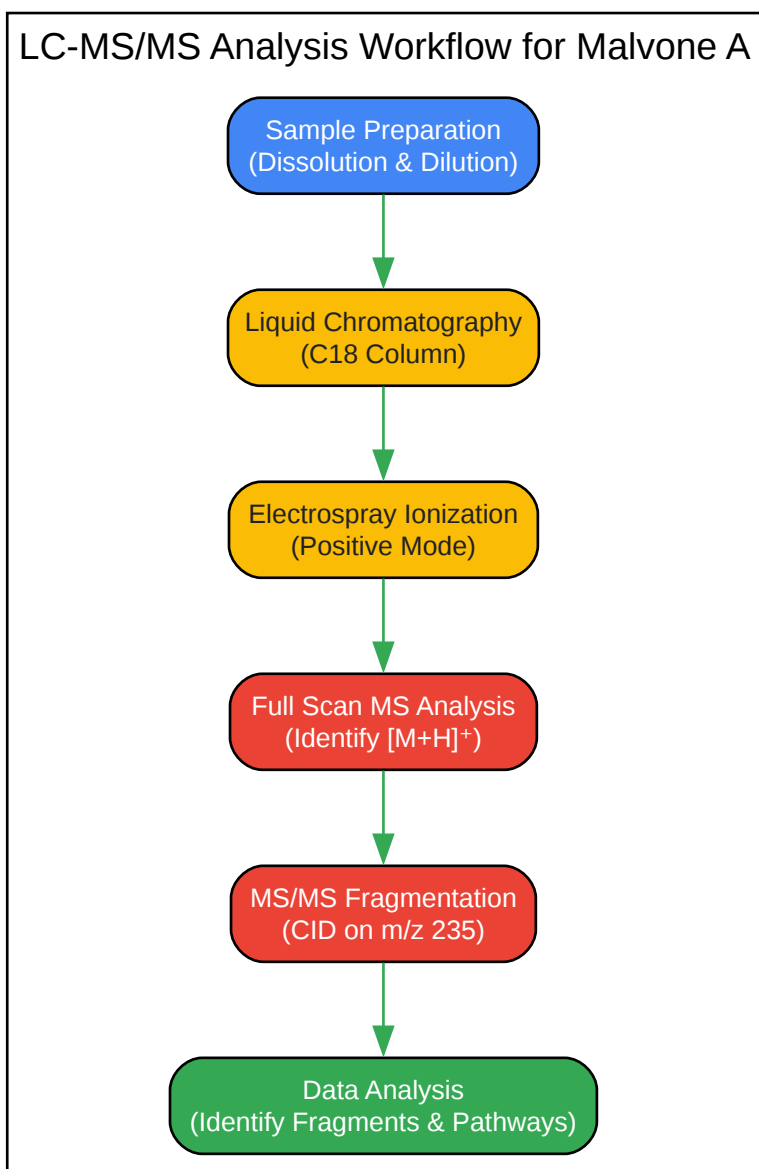 LC-MS/MS Analysis Workflow for Malvone A
Sample Preparation
(Dissolution & Dilution)
Liquid Chromatography
(C18 Column)
Electrospray Ionization
(Positive Mode)
Full Scan MS Analysis
(Identify [M+H]⁺)
MS/MS Fragmentation
(CID on m/z 235)
Data Analysis
(Identify Fragments & Pathways)